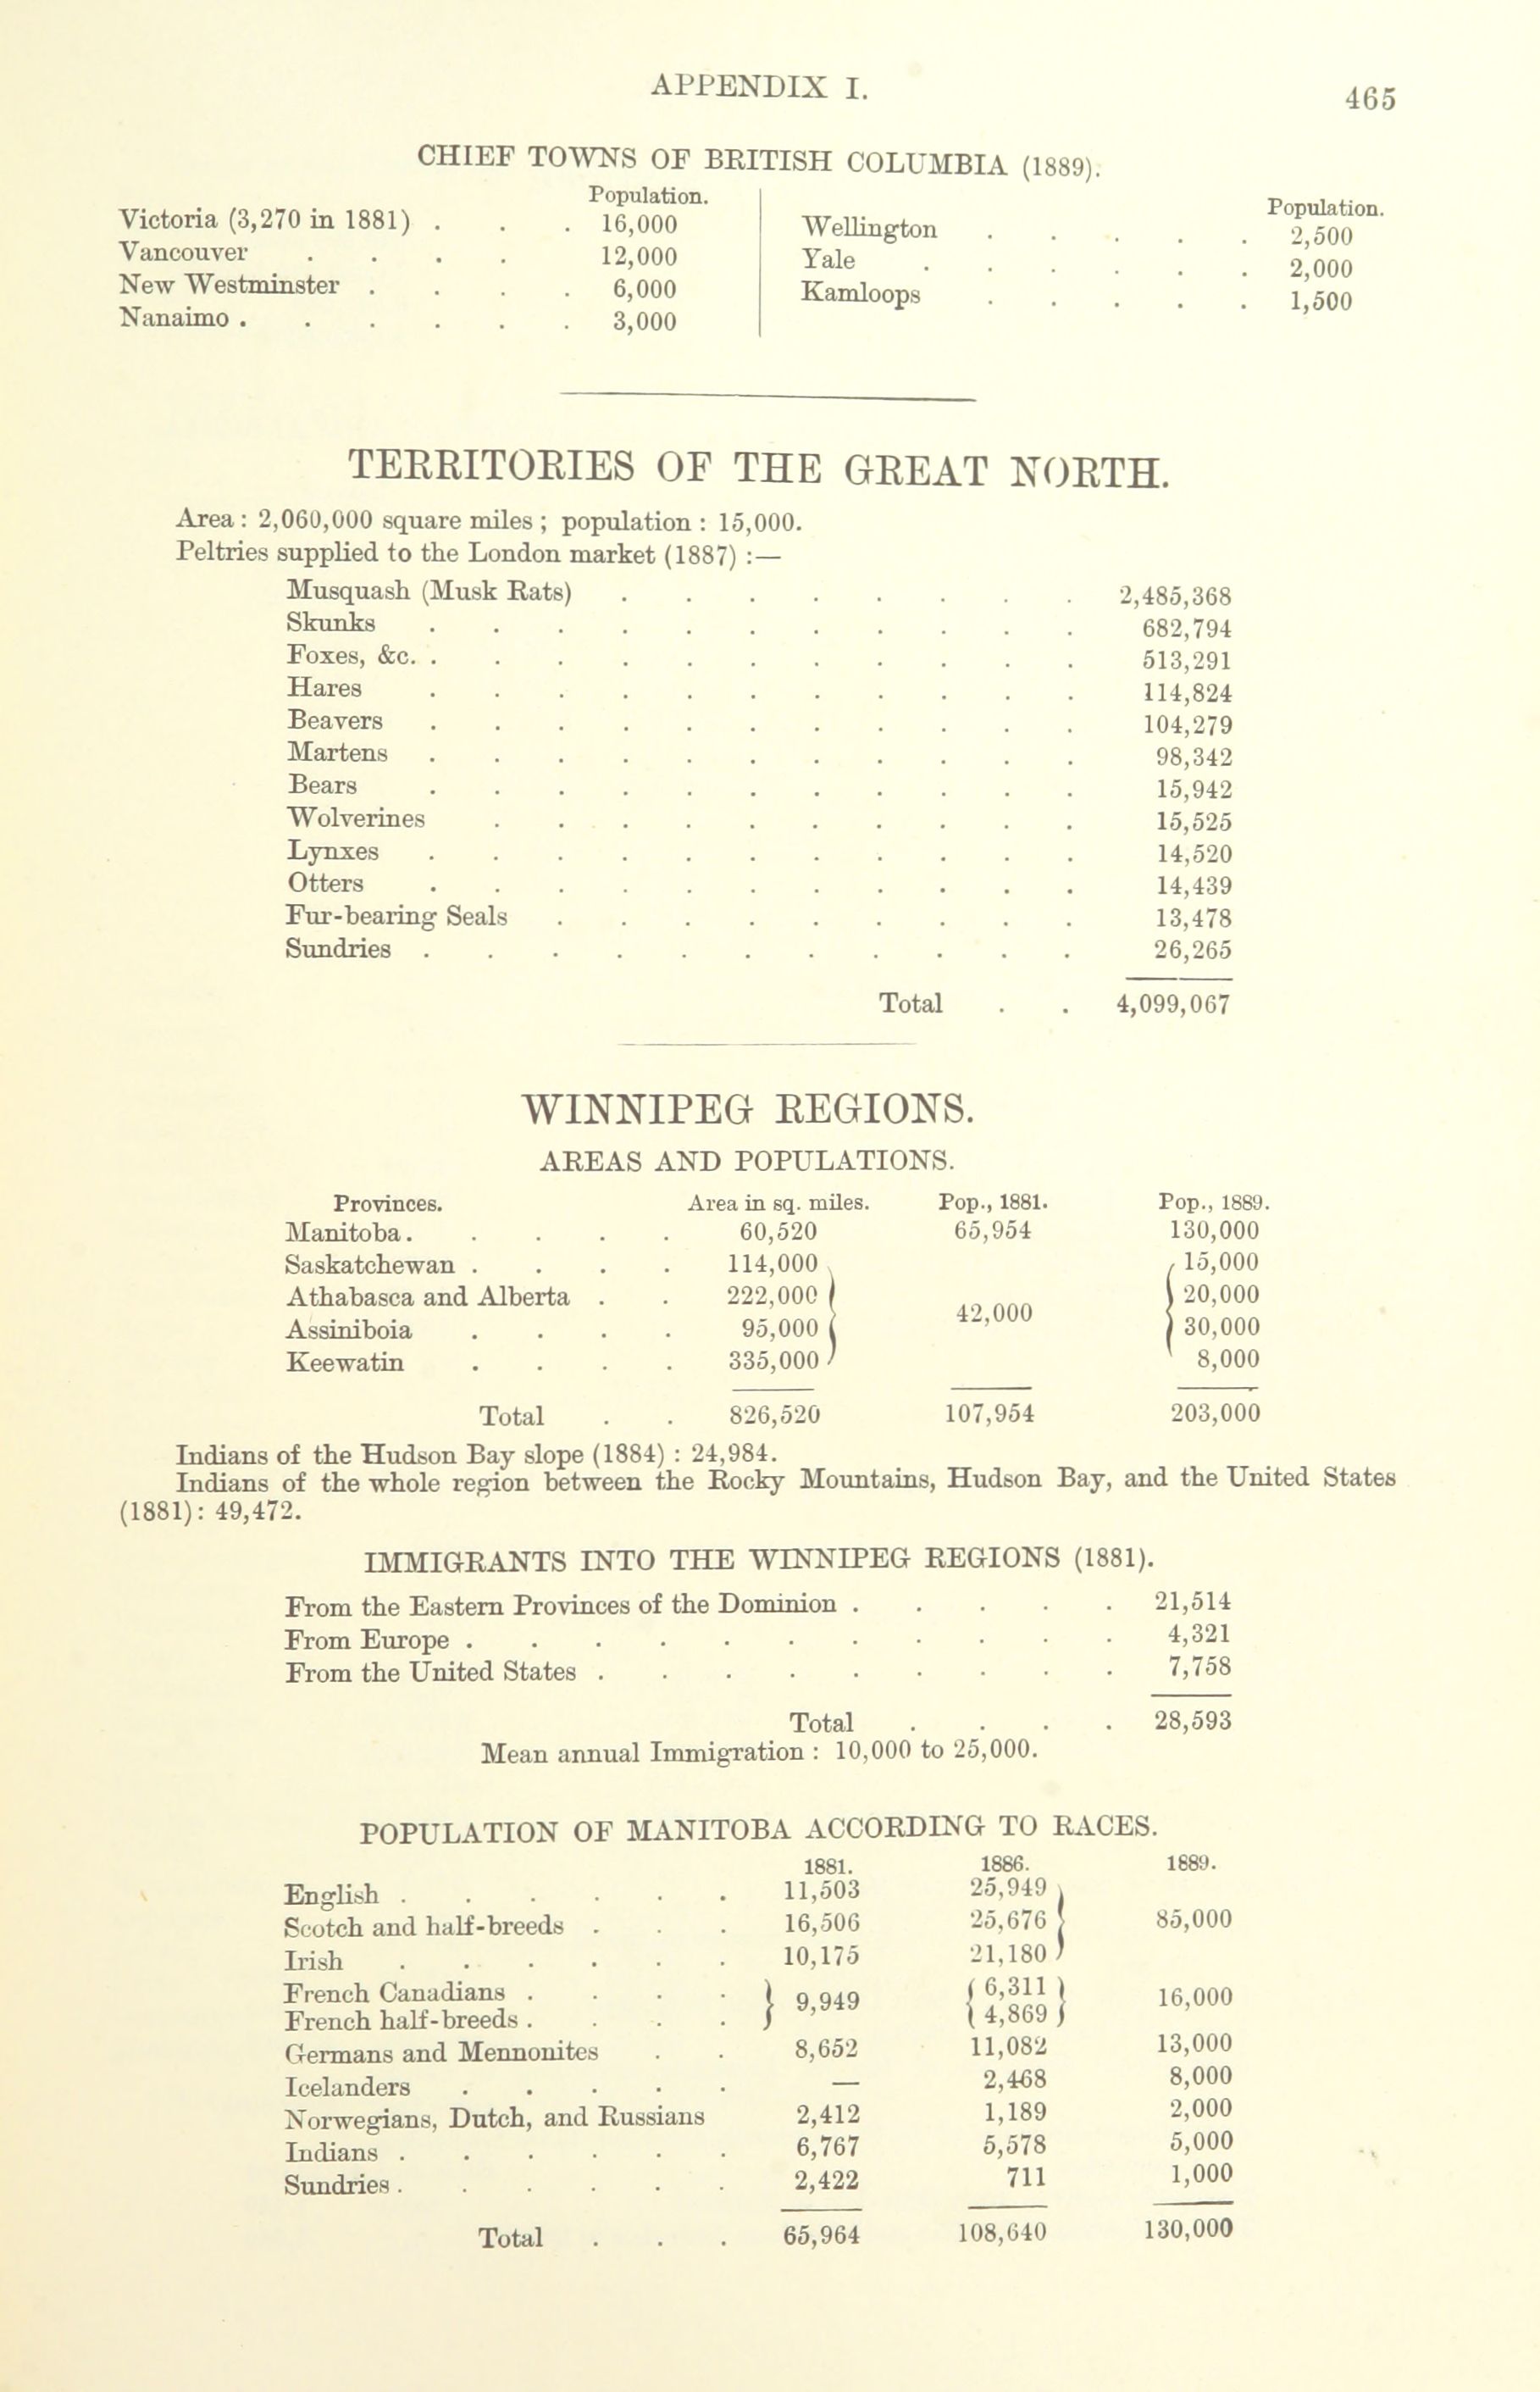 APPENDIX I. 465
CHIEF TOWNS OF BRITISH COLUMBIA (1889).
Population.
Victoria (3,270 in 1881) . . . 16,000
Vancouver . . . . 12,000
New Westminster . . . . 6,000
Nanaimo . . . . . . 3,000
Population.
Wellington . . . . . 2,500
Yale . . . . . . 2,000
Kamloops . . . . . 1,500
TERRITORIES OF THE GREAT NORTH.
Area : 2,060,000 square miles ; population : 15,000.
Peltries supplied to the London market (1887) :—
Musquash (Musk Rats) . . . . . . . . 2,485,368
Skunks . . . . . . . . . . . 682,794
Foxes, &c. . . . . . . . . . . . 513,291
Hares . . . . . . . . . . . 114,824
Beavers . . . . . . . . . . . 104,279
Martens . . . . . . . . . . . 98,342
Bears . . . . . . . . . . . 15,942
Wolverines . . . . . . . . . . 15,525
Lynxes . . . . . . . . . . . 14,520
Otters . . . . . . . . . . . 14,439
Fur-bearing Seals . . . . . . . . . 13,478
Sundries . . . . . . . . . . . 26,265
Total . . 4,099,067
WINNIPEG REGIONS.
AREAS AND POPULATIONS.
Provinces. Area in sq. miles. Pop., 1881. Pop., 1889.
Manitoba . . . . . 60,520 65,954 130,000
Saskatchewan . . . . 114,000 15,000
Athabasca and Alberta . . 222,000 20,000
42,000
Assiniboia . . . . 95,000 30,000
Keewatin . . . . 335,000 8,000
Total . . 826,520 107,954 203,000
Indians of the Hudson Bay slope (1884) : 24,984.
Indians of the whole region between the Rocky Mountains, Hudson Bay, and the United States
(1881) : 49,472.
IMMIGRANTS INTO THE WINNIPEG REGIONS (1881).
From the Eastern Provinces of the Dominion . . . . . 21,514
From Europe . . . . . . . . . . . 4,321
From the United States . . . . . . . . . 7,758
Total . . . . 28,593
Mean annual Immigration : 10,000 to 25,000.
POPULATION OF MANITOBA ACCORDING TO RACES.
1881. 1886. 1889.
English . . . . . . 11,503 25,949
Scotch and half-breeds . . . 16,506 25,676 85,000
Irish . . . . . . 10,175 21,180
French Canadians . . . . 6,311
9,949 16,000
French half-breeds . . . . 4,869
Germans and Mennonites . . 8,652 11,082 13,000
Icelanders . . . . . — 2,468 8,000
Norwegians, Dutch, and Russians 2,412 1,189 2,000
Indians . . . . . . 6,767 5,578 5,000
Sundries . . . . . . 2,422 711 1,000
Total . . . 65,964 108,640 130,000